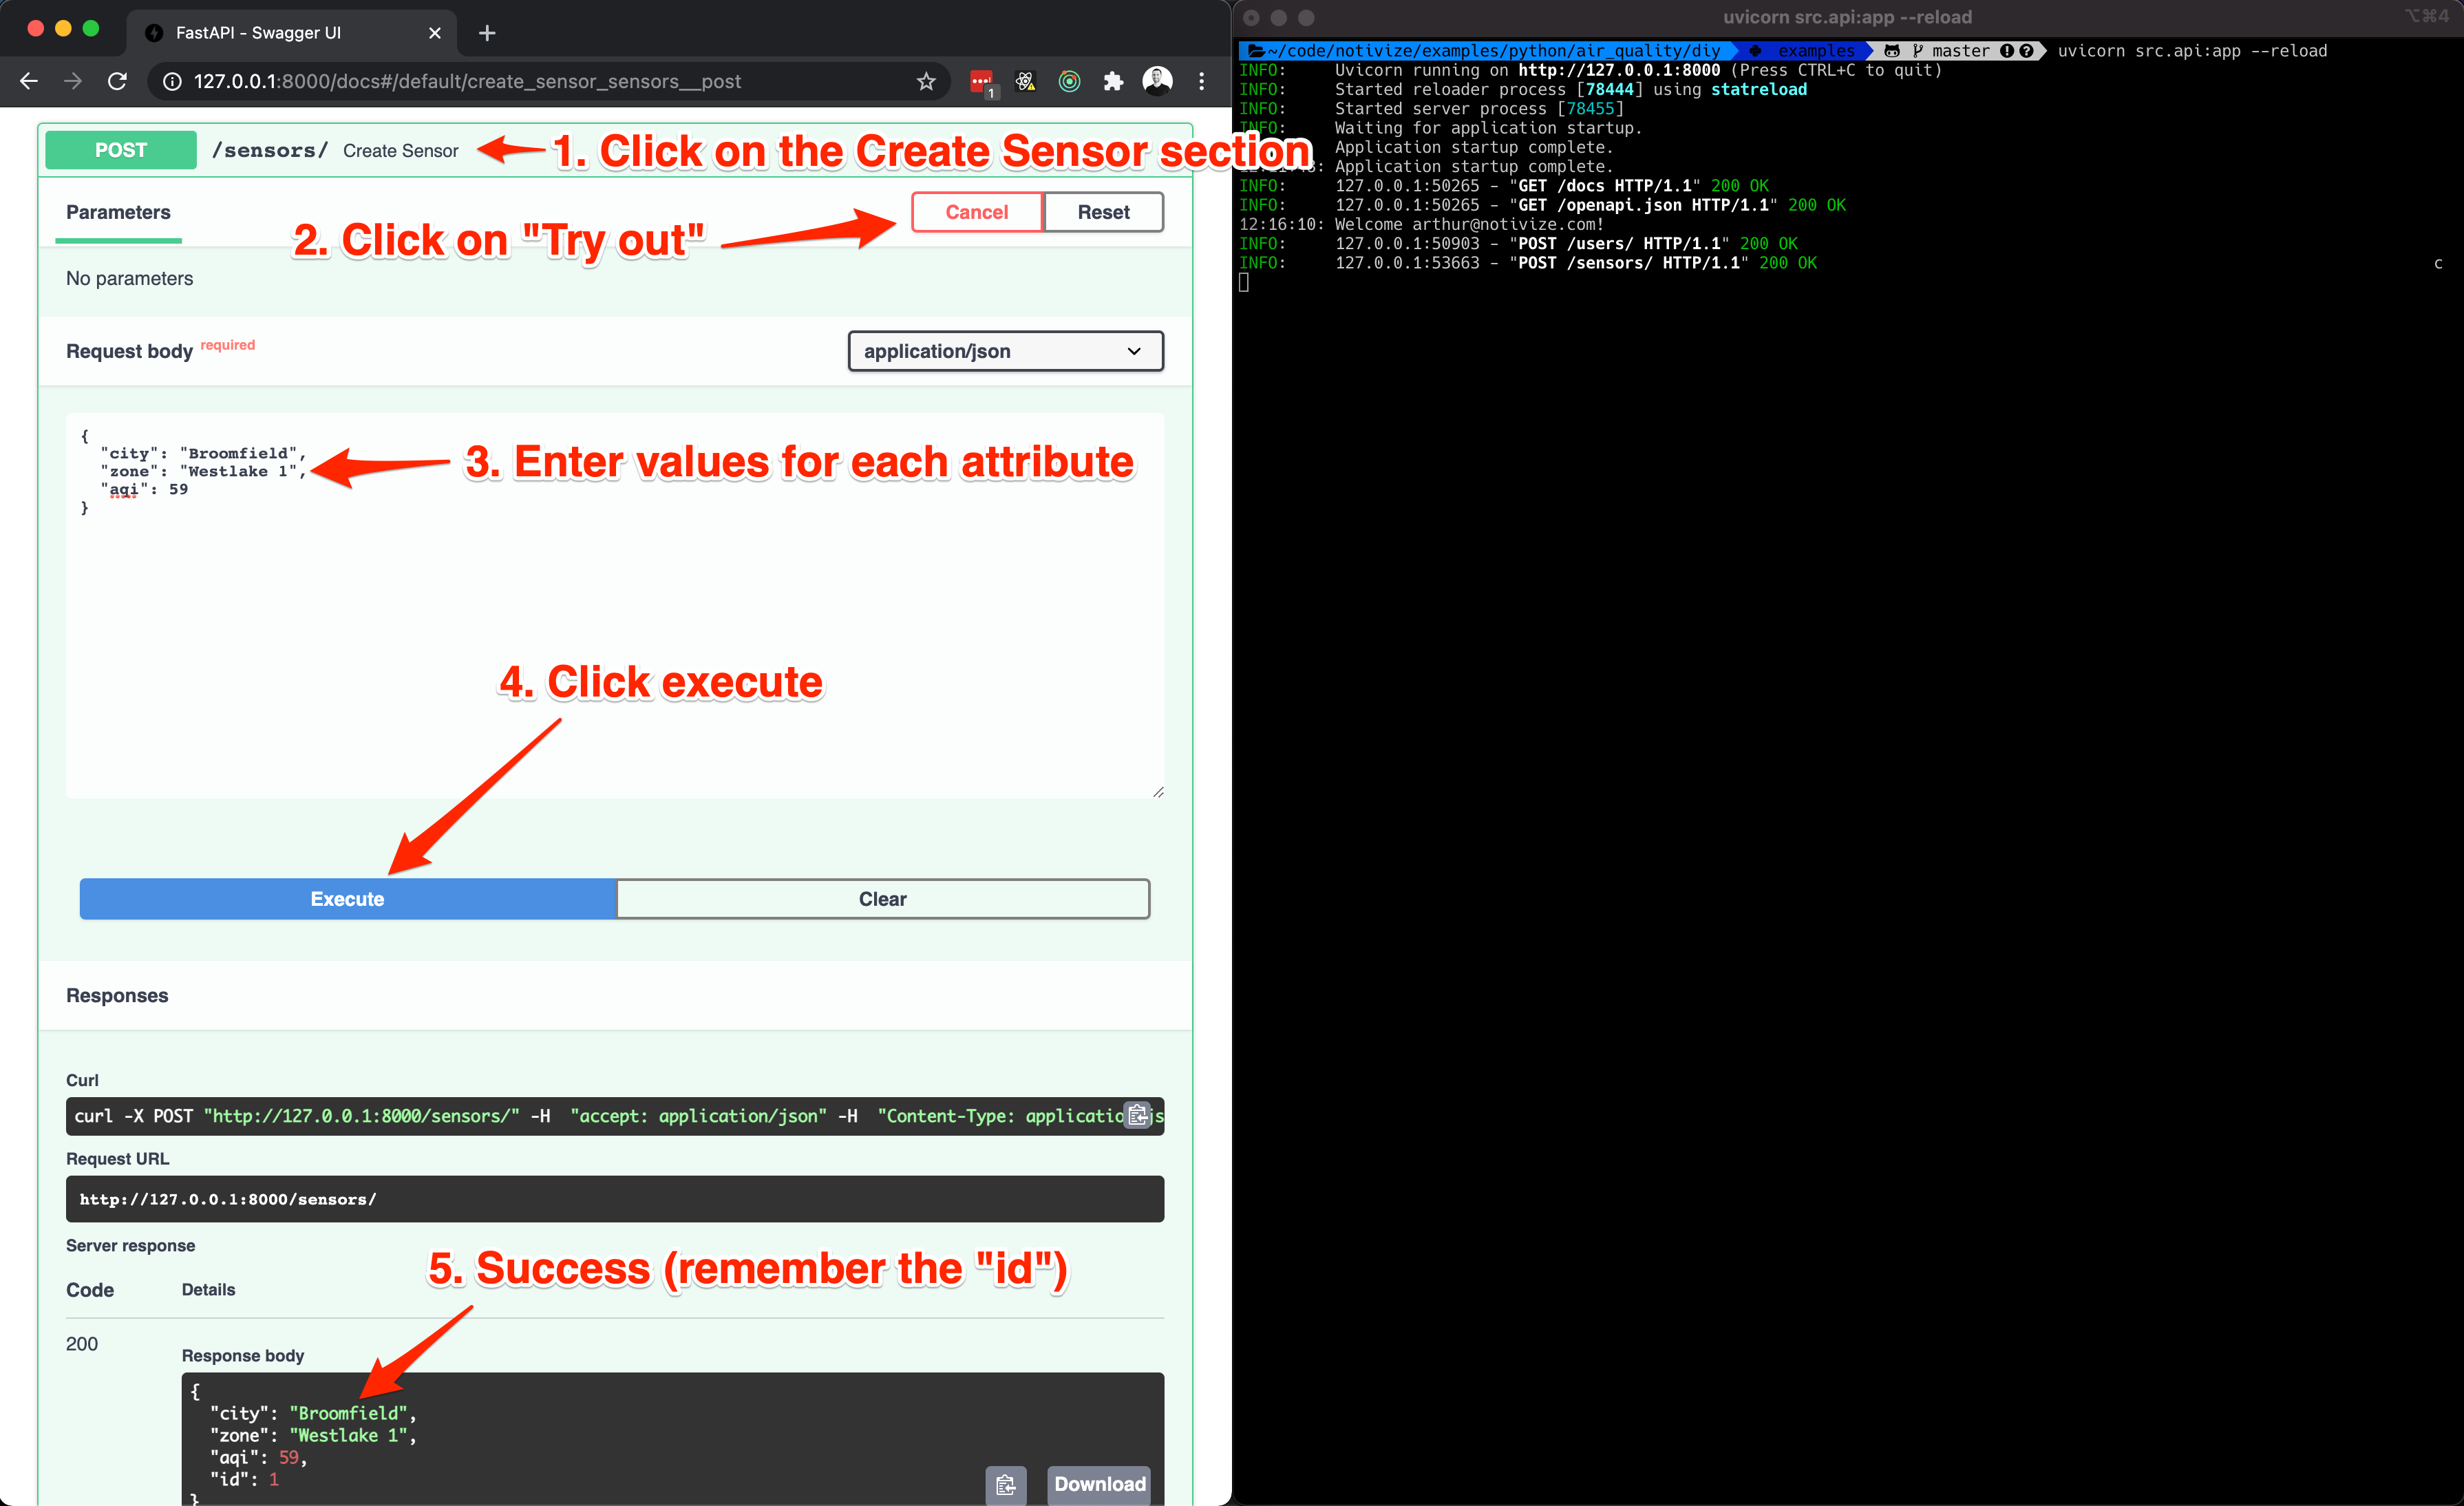 FastAPI - Swagger UI
127.0.0.1:8000/docs#/default/create_sensor_sensors__post
1
POST /sensors/ Create Sensor
1. Click on the Create Sensor section
Parameters
Cancel
Reset
2. Click on "Try out"
No parameters
Request body required
application/json
{
"city": "Broomfield",
"zone": "Westlake 1",
"aqi": 59
}
3. Enter values for each attribute
4. Click execute
Execute
Clear
Responses
Curl
curl -X POST "http://127.0.0.1:8000/sensors/" -H "accept: application/json" -H "Content-Type: applicatio js
Request URL
http://127.0.0.1:8000/sensors/
Server response
5. Success (remember the "id")
Code Details
200
Response body
{
"city": "Broomfield",
"zone": "Westlake 1",
"aqi": 59,
"id": 1
}
Download
uvicorn src.api:app --reload
⌥⌘4
~/code/notivize/examples/python/air_quality/diy examples master uvicorn src.api:app --reload
INFO: Uvicorn running on http://127.0.0.1:8000 (Press CTRL+C to quit)
INFO: Started reloader process [78444] using statreload
INFO: Started server process [78455]
INFO: Waiting for application startup.
Application startup complete.
Application startup complete.
INFO: 127.0.0.1:50265 - "GET /docs HTTP/1.1" 200 OK
INFO: 127.0.0.1:50265 - "GET /openapi.json HTTP/1.1" 200 OK
12:16:10: Welcome arthur@notivize.com!
INFO: 127.0.0.1:50903 - "POST /users/ HTTP/1.1" 200 OK
INFO: 127.0.0.1:53663 - "POST /sensors/ HTTP/1.1" 200 OK
c